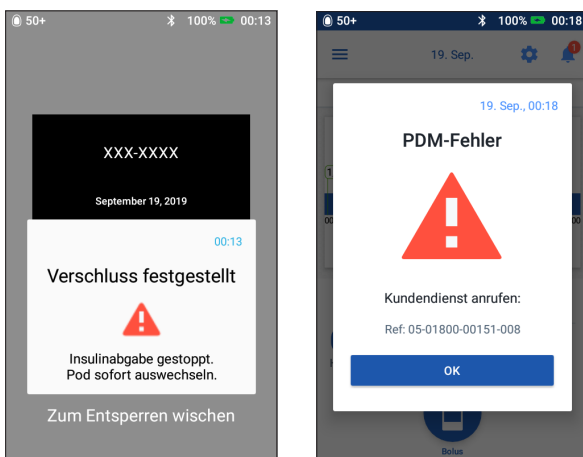 50+
100%
00:13
XXX-XXXX
September 19, 2019
00:13
Verschluss festgestellt
Insulinabgabe gestoppt.
Pod sofort auswechseln.
Zum Entsperren wischen
50+
100%
00:18
19. Sep.
1
19. Sep., 00:18
PDM-Fehler
Kundendienst anrufen:
Ref: 05-01800-00151-008
OK
Bolus